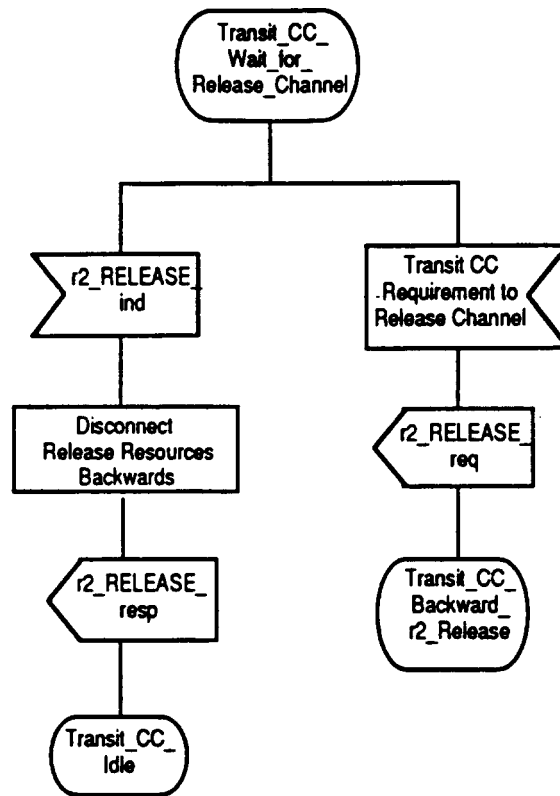 Transit_CC_
Wait_for_
Release_Channel
r2_RELEASE_
ind
Transit CC
Requirement to
Release Channel
Disconnect
Release Resources
Backwards
r2_RELEASE_
req
r2_RELEASE_
resp
Transit_CC_
Backward_
r2_Release
Transit_CC_
Idle